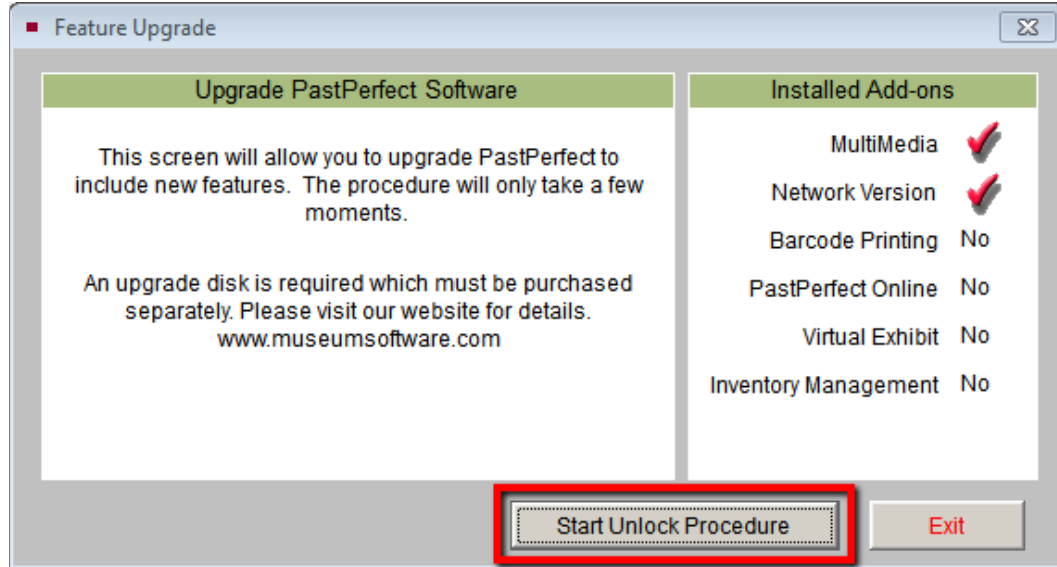 Feature Upgrade
Upgrade PastPerfect Software
This screen will allow you to upgrade PastPerfect to
include new features. The procedure will only take a few
moments.
An upgrade disk is required which must be purchased
separately. Please visit our website for details.
www.museumsoftware.com
Installed Add-ons
MultiMedia
Network Version
Barcode Printing No
PastPerfect Online No
Virtual Exhibit No
Inventory Management No
Start Unlock Procedure
Exit